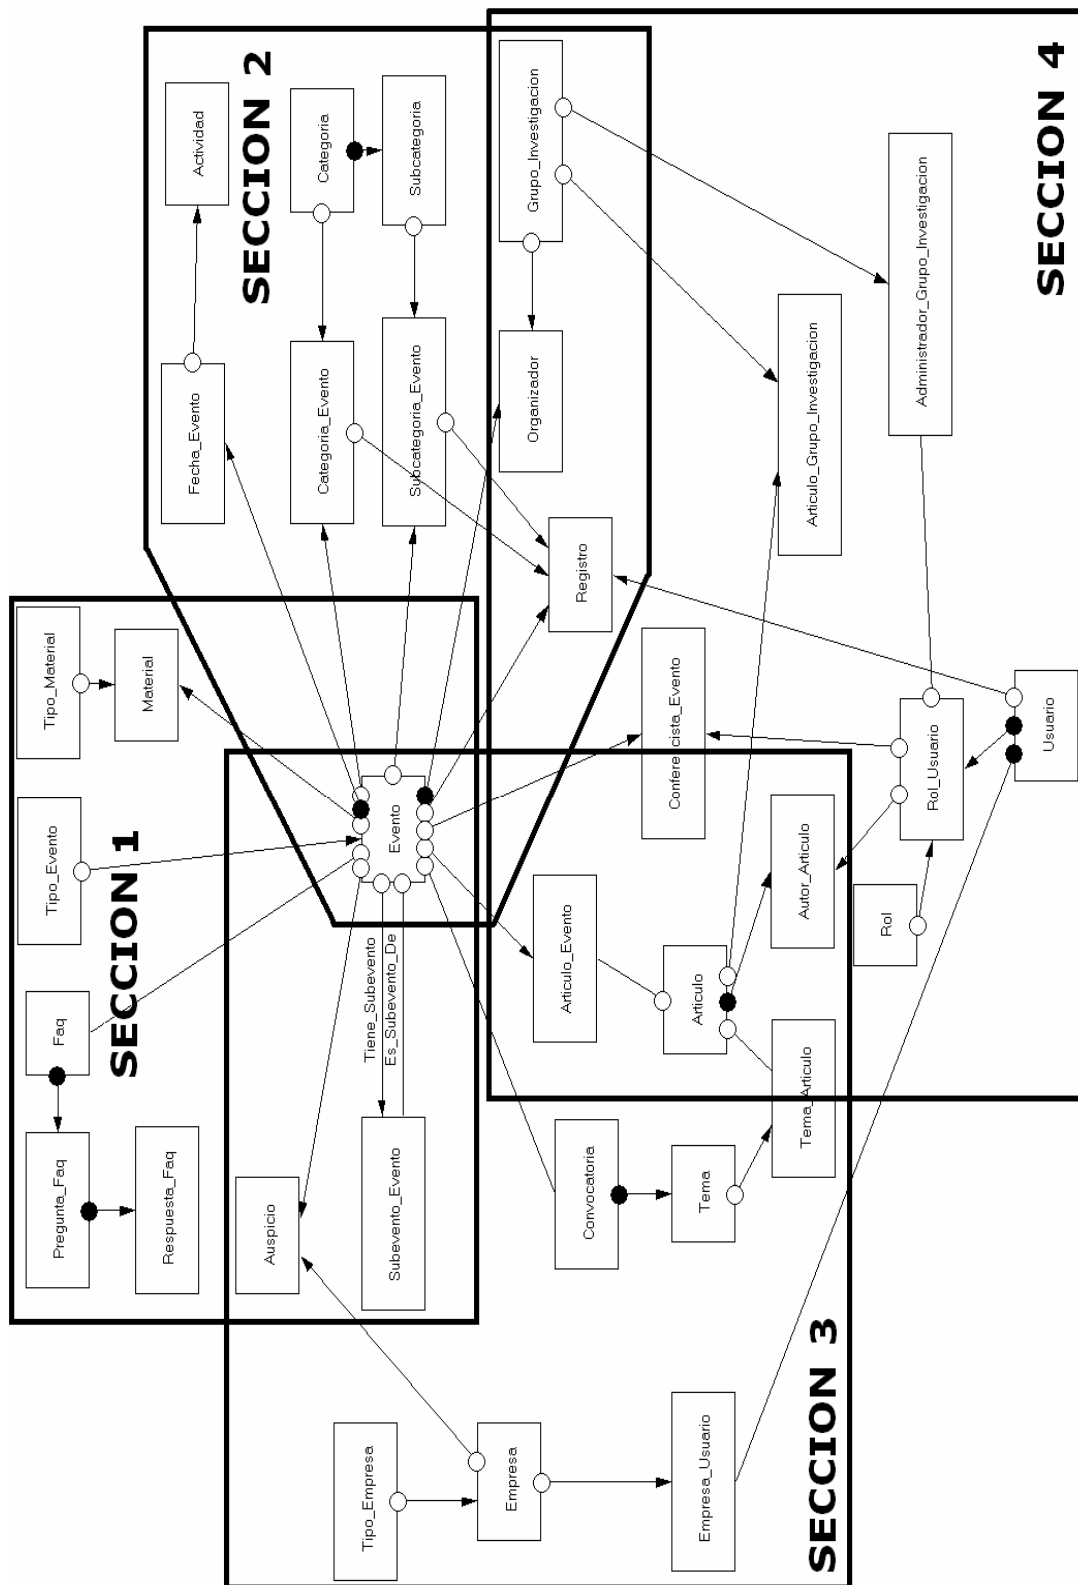 SECCION 1
Tipo_Material
Material
Tipo_Evento
Faq
Pregunta_Faq
Respuesta_Faq
Auspicio
Subevento_Evento
Tiene_Subevento
Es_Subevento_De
Evento
SECCION 2
Actividad
Fecha_Evento
Categoria
Subcategoria
Categoria_Evento
Subcategoria_Evento
Grupo_Investigacion
Organizador
Registro
SECCION 3
Tipo_Empresa
Empresa
Empresa_Usuario
Convocatoria
Tema
Tema_Articulo
Articulo_Evento
Articulo
Autor_Articulo
Conferencista_Evento
SECCION 4
Articulo_Grupo_Investigacion
Administrador_Grupo_Investigacion
Rol
Rol_Usuario
Usuario